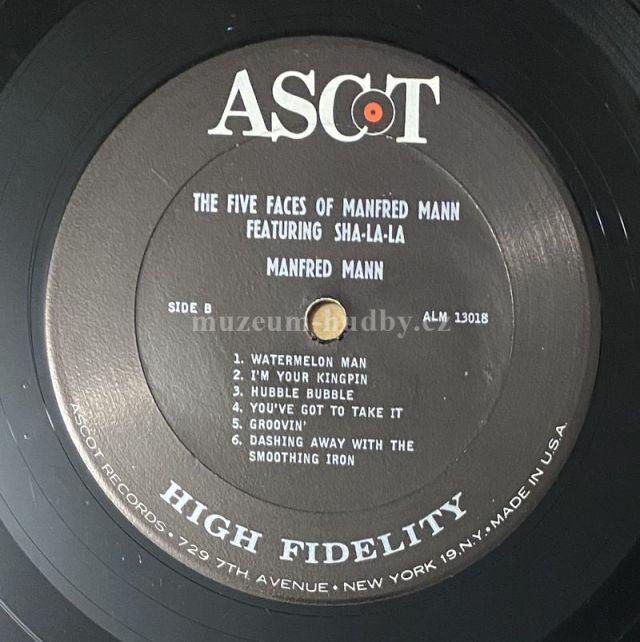 ASCOT
THE FIVE FACES OF MANFRED MANN
FEATURING SHA-LA-LA
MANFRED MANN
SIDE B
ALM 13018
muzeum-hudby.cz
1. WATERMELON MAN
2. I'M YOUR KINGPIN
3. HUBBLE BUBBLE
4. YOU'VE GOT TO TAKE IT
5. GROOVIN'
6. DASHING AWAY WITH THE
SMOOTHING IRON
HIGH FIDELITY
ASCOT RECORDS • 729 7TH. AVENUE • NEW YORK 19, N.Y. • MADE IN U.S.A.